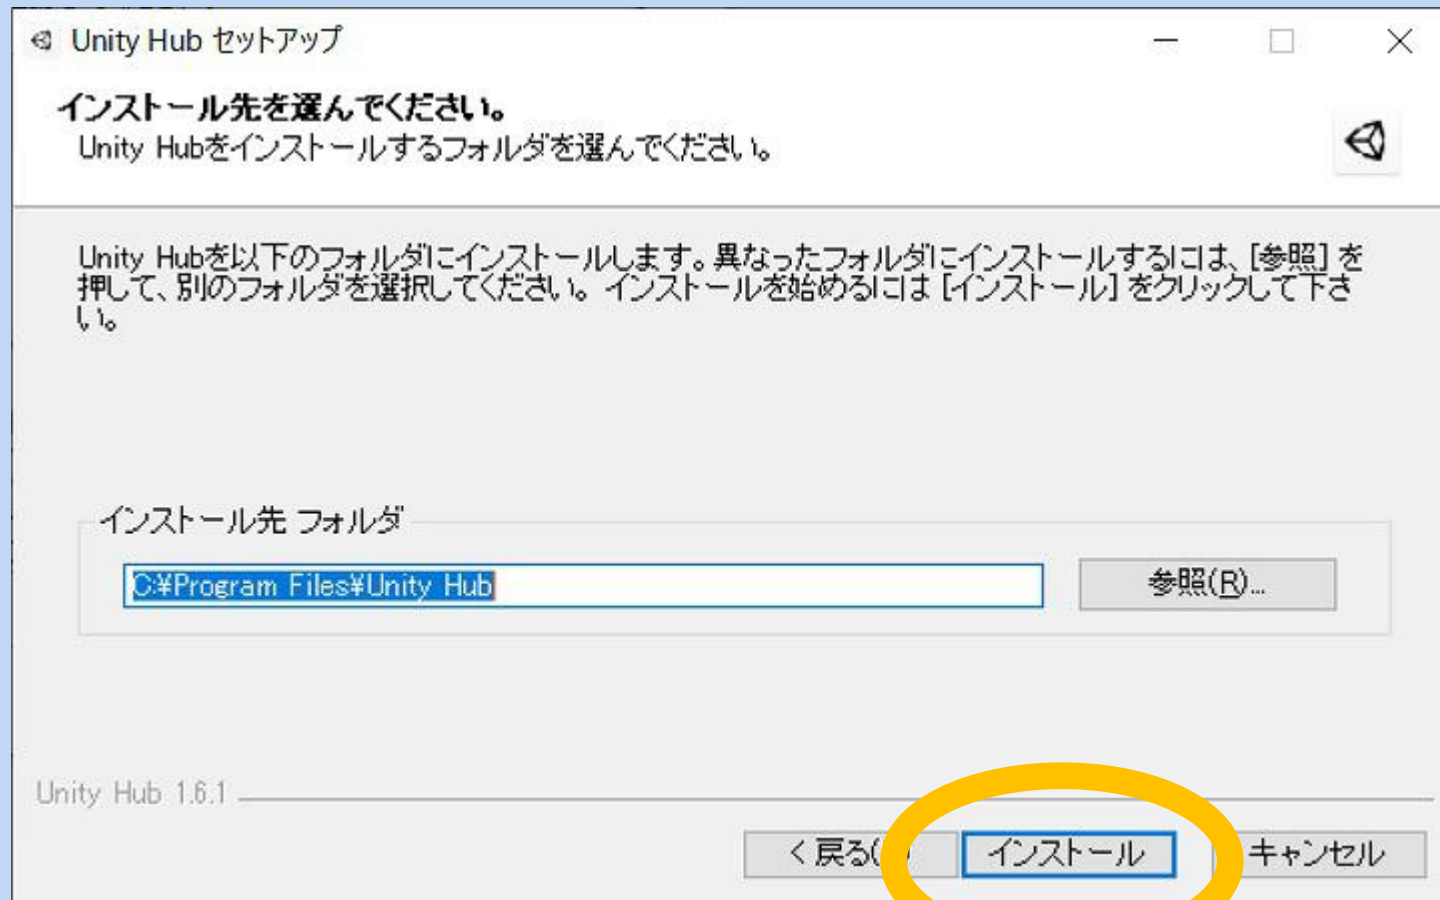 Unity Hub セットアップ
インストール先を選んでください。
Unity Hubをインストールするフォルダを選んでください。
Unity Hubを以下のフォルダにインストールします。異なったフォルダにインストールするには、[参照] を
押して、別のフォルダを選択してください。 インストールを始めるには [インストール] をクリックして下さ
い。
インストール先 フォルダ
C:¥Program Files¥Unity Hub
参照(R)...
Unity Hub 1.6.1
< 戻る(
インストール
キャンセル